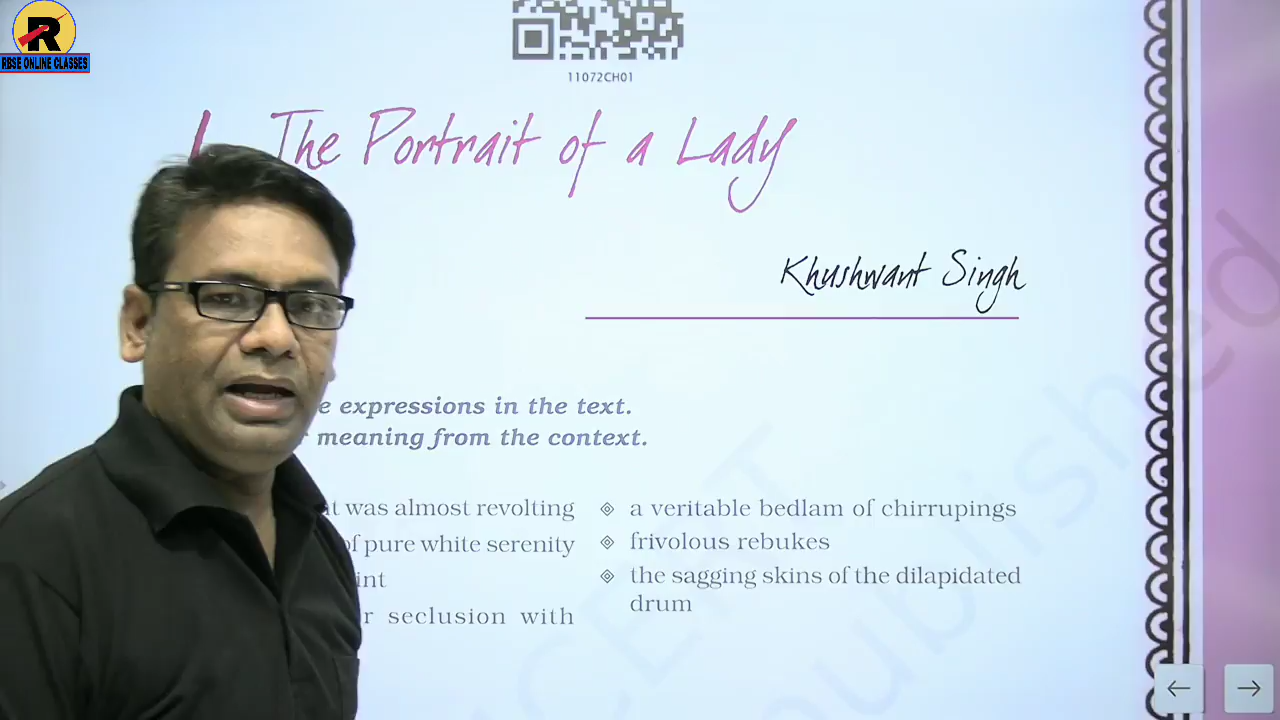 R
RBSE ONLINE CLASSES
11072CH01
The Portrait of a Lady
Khushwant Singh
expressions in the text.
meaning from the context.
was almost revolting
of pure white serenity
seclusion with
a veritable bedlam of chirrupings
frivolous rebukes
the sagging skins of the dilapidated
drum